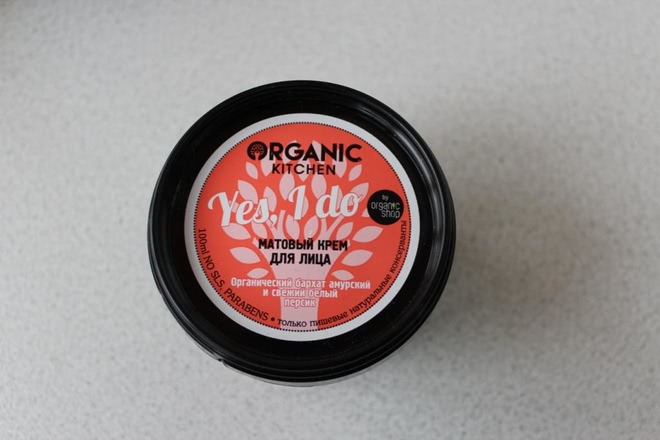 ORGANIC
KITCHEN
Yes, I do
by
organic
shop
МАТОВЫЙ КРЕМ
ДЛЯ ЛИЦА
Органический бархат амурский
и свежий белый
персик
100ml NO SLS, PARABENS • только пищевые натуральные консерванты